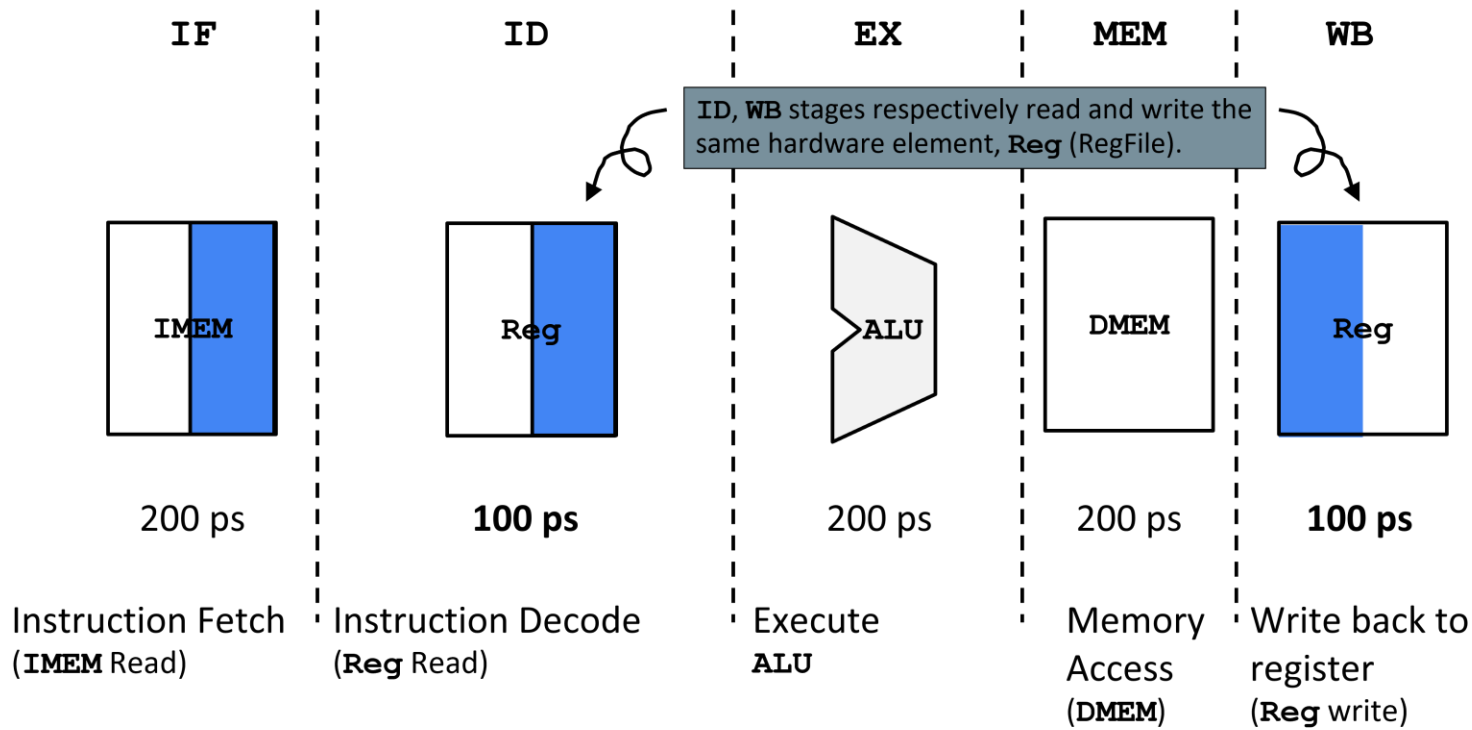 IF
ID
EX
MEM
WB
ID, WB stages respectively read and write the
same hardware element, Reg (RegFile).
IMEM
Reg
ALU
DMEM
Reg
200 ps
100 ps
200 ps
200 ps
100 ps
Instruction Fetch
(IMEM Read)
Instruction Decode
(Reg Read)
Execute
ALU
Memory
Access
(DMEM)
Write back to
register
(Reg write)